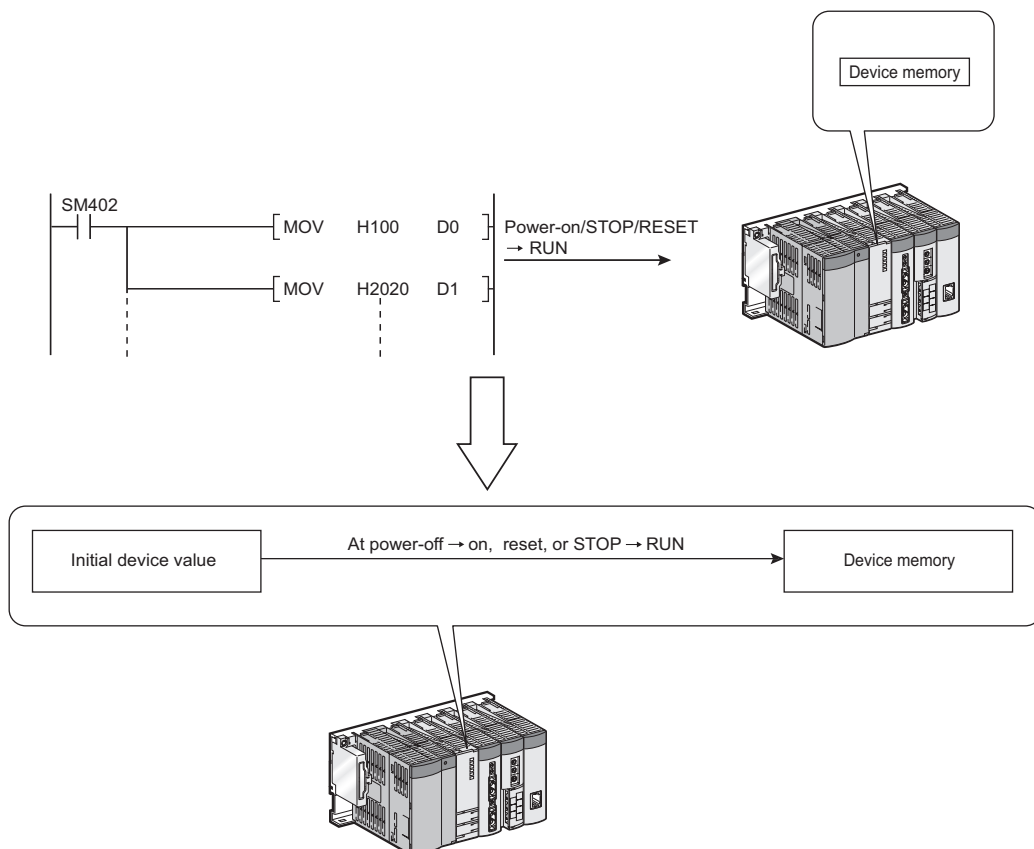 Device memory
SM402
MOV H100 D0
Power-on/STOP/RESET
→ RUN
MOV H2020 D1
At power-off → on, reset, or STOP → RUN
Initial device value
Device memory